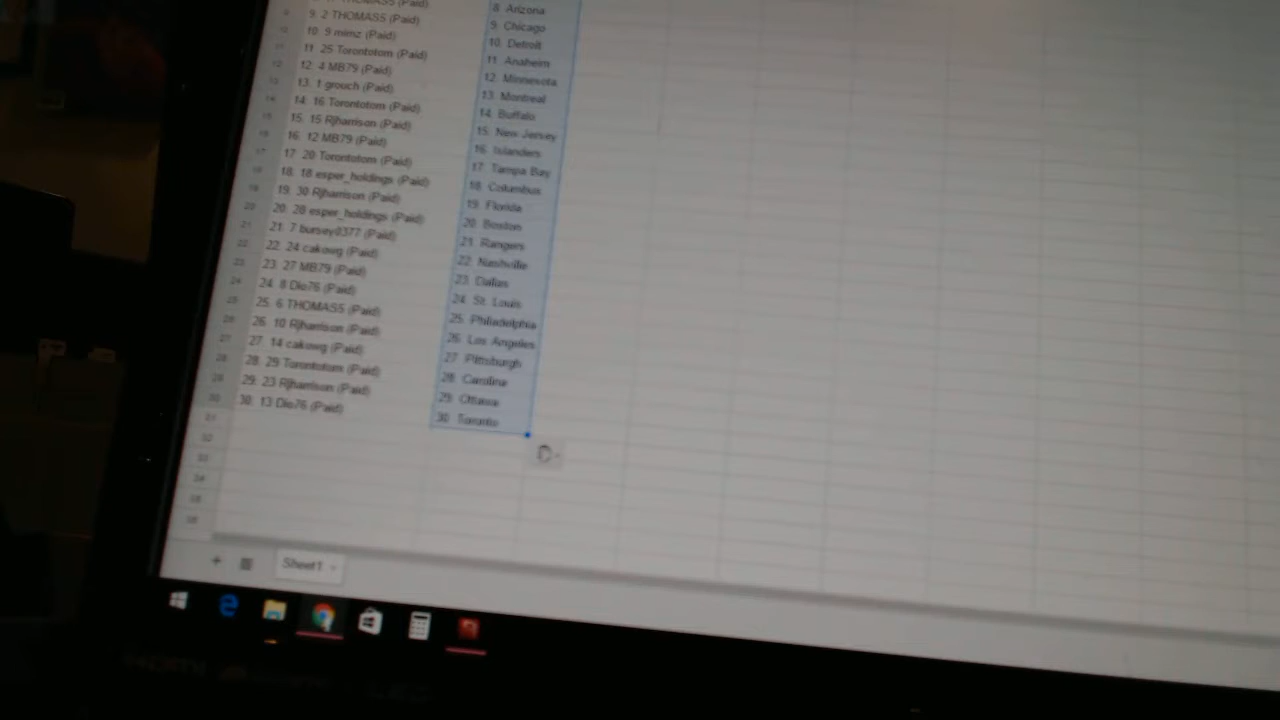 THOMAS5 (Paid) 8 Arizona
9. 2 THOMAS5 (Paid) 9 Chicago
10. 9 mimz (Paid) 10 Detroit
11. 25 Torontotom (Paid) 11 Anaheim
12. 4 MB79 (Paid) 12 Minnesota
13. 1 grouch (Paid) 13 Montreal
14. 16 Torontotom (Paid) 14 Buffalo
15. 15 Rjharrison (Paid) 15 New Jersey
16. 12 MB79 (Paid) 16 Islanders
17. 20 Torontotom (Paid) 17 Tampa Bay
18. 18 esper_holdings (Paid) 18 Columbus
19. 30 Rjharrison (Paid) 19 Florida
20. 28 esper_holdings (Paid) 20 Boston
21. 7 bursey0377 (Paid) 21 Rangers
22. 24 cakowg (Paid) 22 Nashville
23. 27 MB79 (Paid) 23 Dallas
24. 8 Dio76 (Paid) 24 St. Louis
25. 6 THOMAS5 (Paid) 25 Philadelphia
26. 10 Rjharrison (Paid) 26 Los Angeles
27. 14 cakowg (Paid) 27 Pittsburgh
28. 29 Torontotom (Paid) 28 Carolina
29. 23 Rjharrison (Paid) 29 Ottawa
30. 13 Dio76 (Paid) 30 Toronto
Sheet1